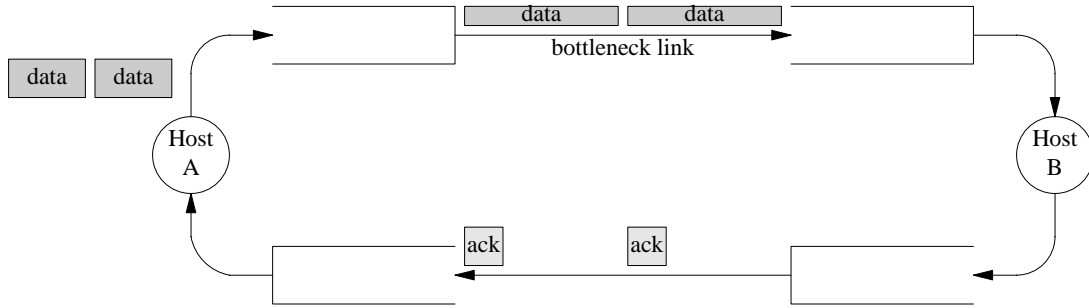 data data
bottleneck link
data data
Host
A
Host
B
ack ack